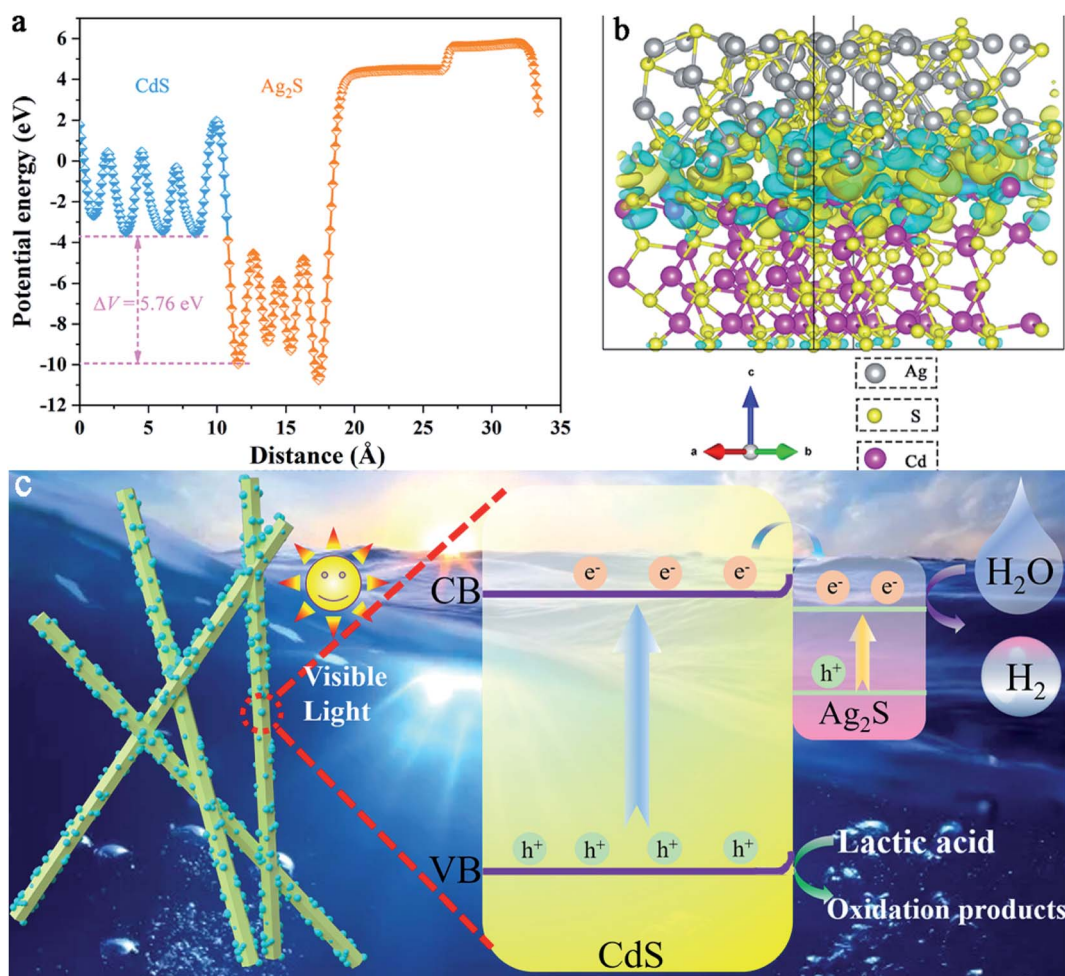 a
Potential energy (eV)
6
4
2
0
-2
-4
-6
-8
-10
-12
CdS
Ag₂S
ΔV = 5.76 eV
0 5 10 15 20 25 30 35
Distance (Å)
b
c
a
b
Ag
S
Cd
c
Visible
Light
CB
e⁻ e⁻ e⁻
e⁻ e⁻
H₂O
h⁺
Ag₂S
H₂
VB
h⁺ h⁺ h⁺ h⁺
Lactic acid
Oxidation products
CdS